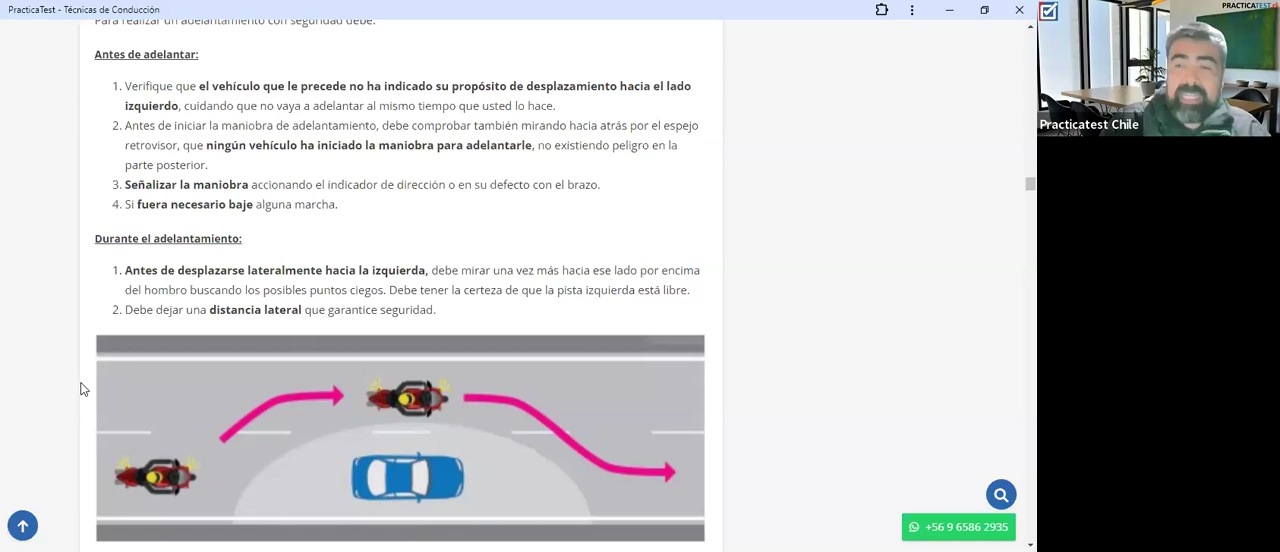 PracticaTest - Técnicas de Conducción
Para realizar un adelantamiento con seguridad debe:
Antes de adelantar:
1. Verifique que el vehículo que le precede no ha indicado su propósito de desplazamiento hacia el lado
izquierdo, cuidando que no vaya a adelantar al mismo tiempo que usted lo hace.
2. Antes de iniciar la maniobra de adelantamiento, debe comprobar también mirando hacia atrás por el espejo
retrovisor, que ningún vehículo ha iniciado la maniobra para adelantarle, no existiendo peligro en la
parte posterior.
3. Señalizar la maniobra accionando el indicador de dirección o en su defecto con el brazo.
4. Si fuera necesario baje alguna marcha.
Durante el adelantamiento:
1. Antes de desplazarse lateralmente hacia la izquierda, debe mirar una vez más hacia ese lado por encima
del hombro buscando los posibles puntos ciegos. Debe tener la certeza de que la pista izquierda está libre.
2. Debe dejar una distancia lateral que garantice seguridad.
+56 9 6586 2935
PRACTICATEST
Practicatest Chile